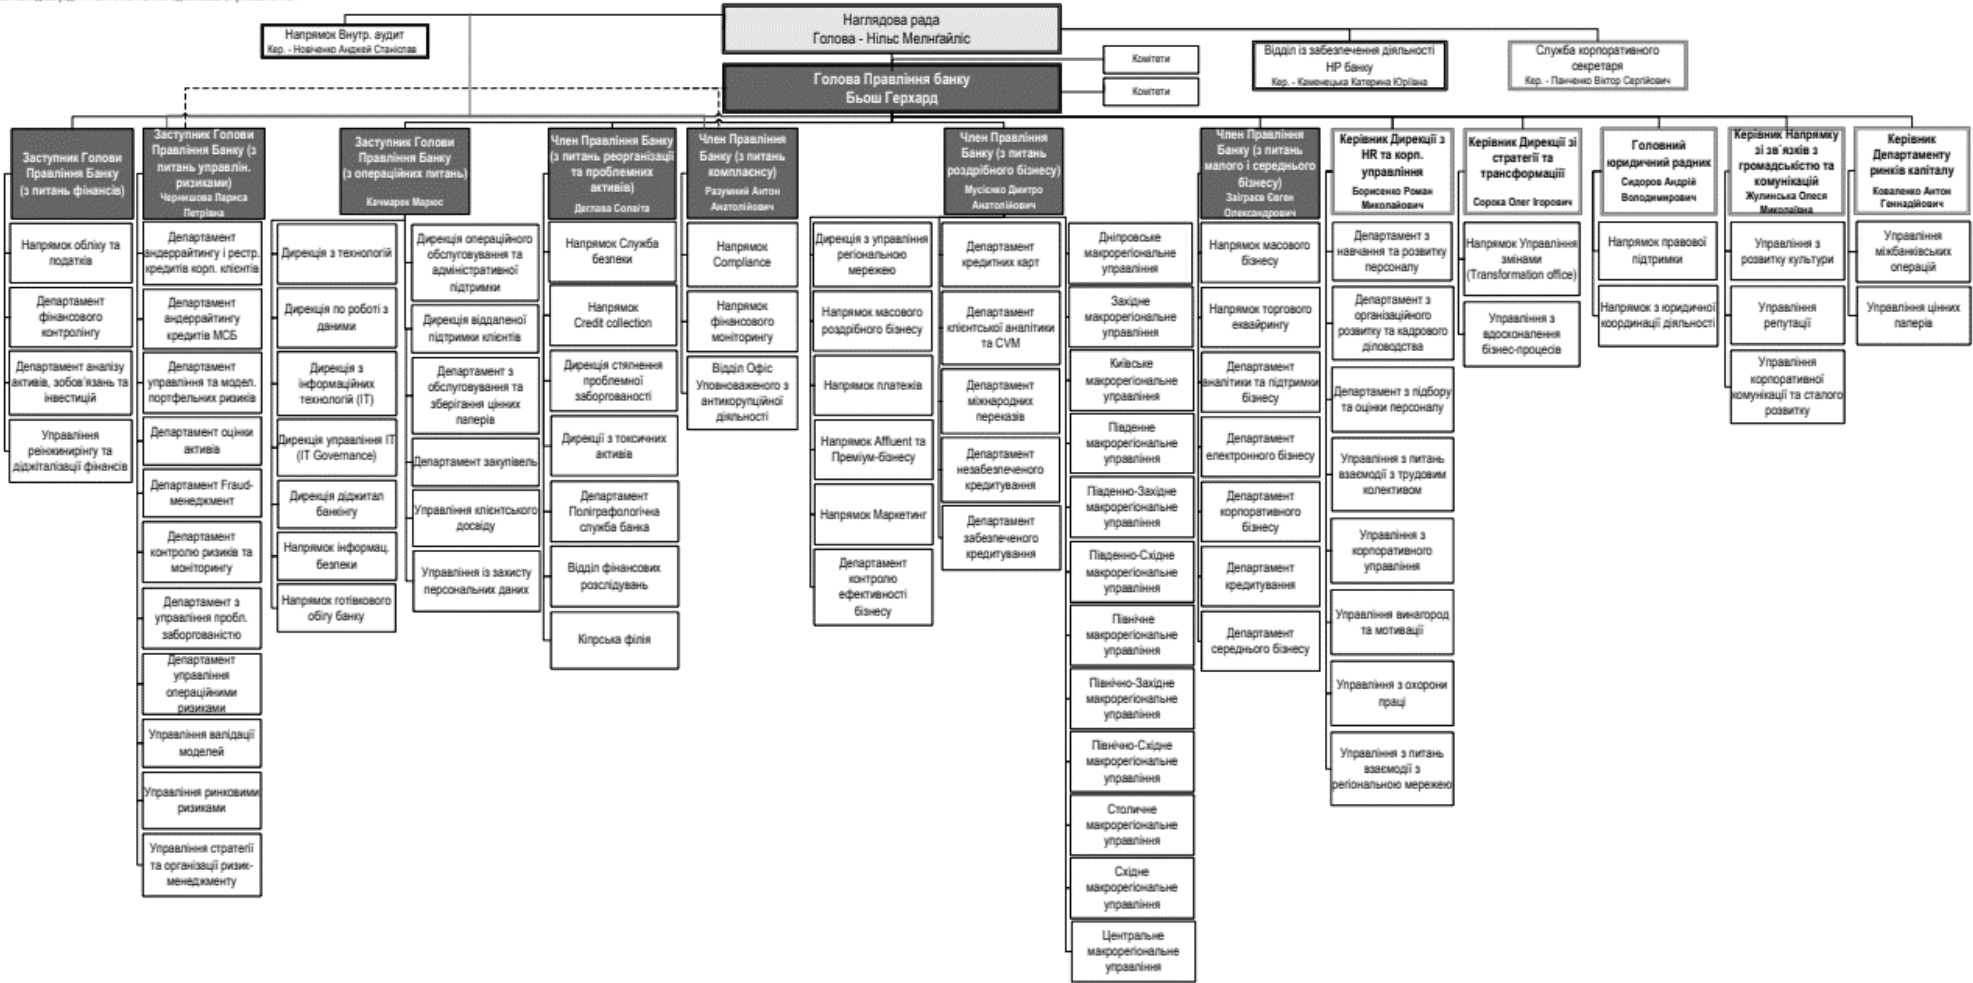 Наглядова рада
Голова - Нільс Мелнґайліс
Напрямок Внутр. аудит
Кер. - Новіченко Анджей Станіслав
Комітети
Відділ із забезпечення діяльності
НР банку
Кер. - Каменецька Катерина Юріївна
Служба корпоративного
секретаря
Кер. - Панченко Віктор Сергійович
Голова Правління банку
Бьош Герхард
Комітети
Заступник Голови
Правління Банку
(з питань фінансів)
Напрямок обліку та
податків
Департамент
фінансового
контролінгу
Департамент аналізу
активів, зобов'язань та
інвестицій
Управління
реінжинірінгу та
діджіталізації фінансів
Заступник Голови
Правління Банку (з
питань управлін.
ризиками)
Чернишова Лариса
Петрівна
Департамент
андеррайтингу і рестр.
кредитів корп. клієнтів
Департамент
андеррайтингу
кредитів МСБ
Департамент
управління та модел.
портфельних ризиків
Департамент оцінки
активів
Департамент Fraud-
менеджмент
Департамент
контролю ризиків та
моніторингу
Департамент з
управління пробл.
заборгованістю
Департамент
управління
операційними
ризиками
Управління валідації
моделей
Управління ринковими
ризиками
Управління стратегії
та організації ризик-
менеджменту
Заступник Голови
Правління Банку
(з операційних питань)
Качмарек Маріюс
Дирекція з технологій
Дирекція по роботі з
даними
Дирекція з
інформаційних
технологій (IT)
Дирекція управління IT
(IT Governance)
Дирекція діджитал
банкінгу
Напрямок інформац.
безпеки
Напрямок готівкового
обігу банку
Дирекція операційного
обслуговування та
адміністративної
підтримки
Дирекція віддаленої
підтримки клієнтів
Департамент з
обслуговування та
зберігання цінних
паперів
Департамент закупівель
Управління клієнтського
досвіду
Управління із захисту
персональних даних
Член Правління Банку
(з питань реорганізації
та проблемних
активів)
Деглава Солвіта
Напрямок Служба
безпеки
Напрямок
Credit collection
Дирекція стягнення
проблемної
заборгованості
Дирекції з токсичних
активів
Департамент
Поліграфологічна
служба банка
Відділ фінансових
розслідувань
Кіпрська філія
Член Правління
Банку (з питань
комплаєнсу)
Разумний Антон
Анатолійович
Напрямок
Compliance
Напрямок
фінансового
моніторингу
Відділ Офіс
Уповноваженого з
антикорупційної
діяльності
Член Правління
Банку (з питань
роздрібного бізнесу)
Мусієнко Дмитро
Анатолійович
Дирекція з управління
регіональною
мережею
Напрямок масового
роздрібного бізнесу
Напрямок платежів
Напрямок Affluent та
Преміум-бізнесу
Напрямок Маркетинг
Департамент
контролю
ефективності
бізнесу
Департамент
кредитних карт
Департамент
клієнтської аналітики
та CVM
Департамент
міжнародних
переказів
Департамент
незабезпеченого
кредитування
Департамент
забезпеченого
кредитування
Дніпровське
макрорегіональне
управління
Західне
макрорегіональне
управління
Київське
макрорегіональне
управління
Південне
макрорегіональне
управління
Південно-Західне
макрорегіональне
управління
Південно-Східне
макрорегіональне
управління
Північне
макрорегіональне
управління
Північно-Західне
макрорегіональне
управління
Північно-Східне
макрорегіональне
управління
Столичне
макрорегіональне
управління
Східне
макрорегіональне
управління
Центральне
макрорегіональне
управління
Член Правління
Банку (з питань
малого і середнього
бізнесу)
Заіграєв Євген
Олександрович
Напрямок масового
бізнесу
Напрямок торгового
еквайрингу
Департамент
аналітики та підтримки
бізнесу
Департамент
електронного бізнесу
Департамент
корпоративного
бізнесу
Департамент
кредитування
Департамент
середнього бізнесу
Керівник Дирекції з
HR та корп.
управління
Борисенко Роман
Миколайович
Департамент з
навчання та розвитку
персоналу
Департамент з
організаційного
розвитку та кадрового
діловодства
Департамент з підбору
та оцінки персоналу
Управління з питань
взаємодії з трудовим
колективом
Управління з
корпоративного
управління
Управління винагород
та мотивації
Управління з охорони
праці
Управління з питань
взаємодії з
регіональною мережею
Керівник Дирекції зі
стратегії та
трансформаціії
Сорока Олег Ігорович
Напрямок Управління
змінами
(Transformation office)
Управління з
вдосконалення
бізнес-процесів
Головний
юридичний радник
Сидоров Андрій
Володимирович
Напрямок правової
підтримки
Напрямок з юридичної
координації діяльності
Керівник Напрямку
зі зв`язків з
громадськістю та
комунікацій
Жулинська Олеся
Миколаївна
Управління з
розвитку культури
Управління
репутації
Управління
корпоративної
комунікації та сталого
розвитку
Керівник
Департаменту
ринків капіталу
Коваленко Антон
Геннадійович
Управління
міжбанківських
операцій
Управління цінних
паперів